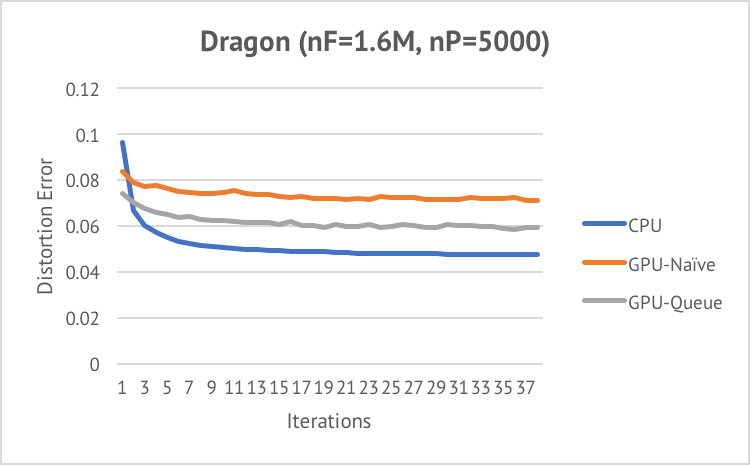 Dragon (nF=1.6M, nP=5000)
0.12
0.1
0.08
0.06
0.04
0.02
0
Distortion Error
1 3 5 7 9 11 13 15 17 19 21 23 25 27 29 31 33 35 37
Iterations
CPU
GPU-Naïve
GPU-Queue